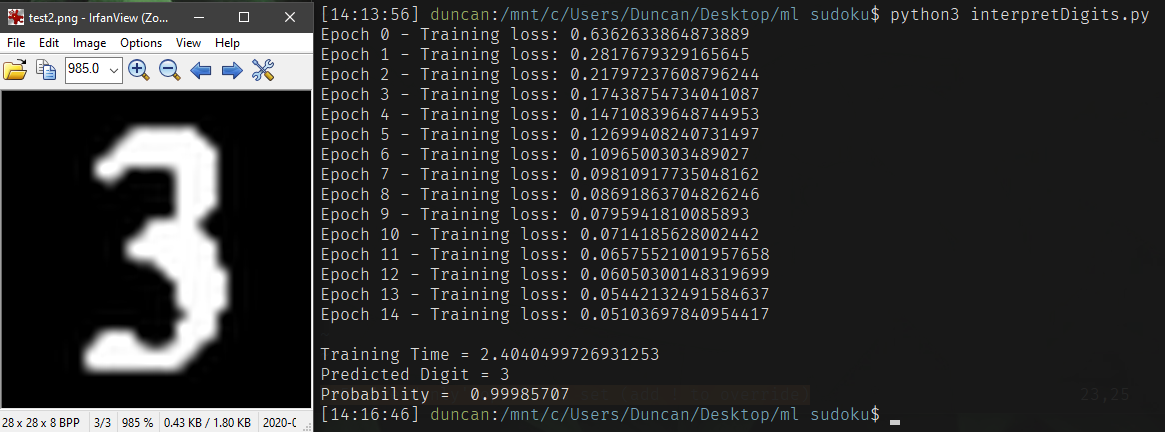 test2.png - IrfanView (Zo...
File Edit Image Options View Help
985.0
3
28 x 28 x 8 BPP 3/3 985 % 0.43 KB / 1.80 KB 2020-0
[14:13:56] duncan:/mnt/c/Users/Duncan/Desktop/ml sudoku$ python3 interpretDigits.py
Epoch 0 - Training loss: 0.6362633864873889
Epoch 1 - Training loss: 0.2817679329165645
Epoch 2 - Training loss: 0.21797237608796244
Epoch 3 - Training loss: 0.17438754734041087
Epoch 4 - Training loss: 0.14710839648744953
Epoch 5 - Training loss: 0.12699408240731497
Epoch 6 - Training loss: 0.1096500303489027
Epoch 7 - Training loss: 0.09810917735048162
Epoch 8 - Training loss: 0.08691863704826246
Epoch 9 - Training loss: 0.0795941810085893
Epoch 10 - Training loss: 0.0714185628002442
Epoch 11 - Training loss: 0.06575521001957658
Epoch 12 - Training loss: 0.06050300148319699
Epoch 13 - Training loss: 0.05442132491584637
Epoch 14 - Training loss: 0.05103697840954417
Training Time = 2.4040499726931253
Predicted Digit = 3
Probability = 0.99985707
23,25
[14:16:46] duncan:/mnt/c/Users/Duncan/Desktop/ml sudoku$